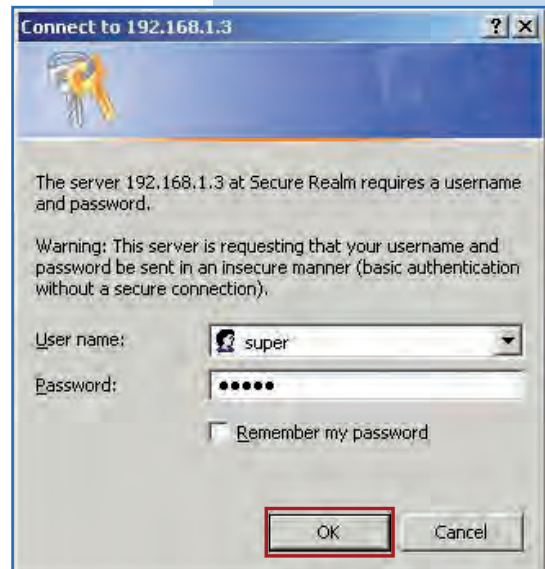 Connect to 192.168.1.3
The server 192.168.1.3 at Secure Realm requires a username
and password.
Warning: This server is requesting that your username and
password be sent in an insecure manner (basic authentication
without a secure connection).
User name:
super
Password:
•••••
Remember my password
OK
Cancel